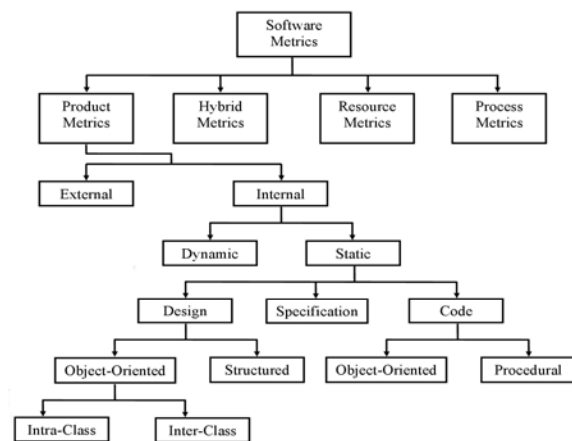 Software
Metrics
Product
Metrics
Hybrid
Metrics
Resource
Metrics
Process
Metrics
External
Internal
Dynamic
Static
Design
Specification
Code
Object-Oriented
Structured
Object-Oriented
Procedural
Intra-Class
Inter-Class